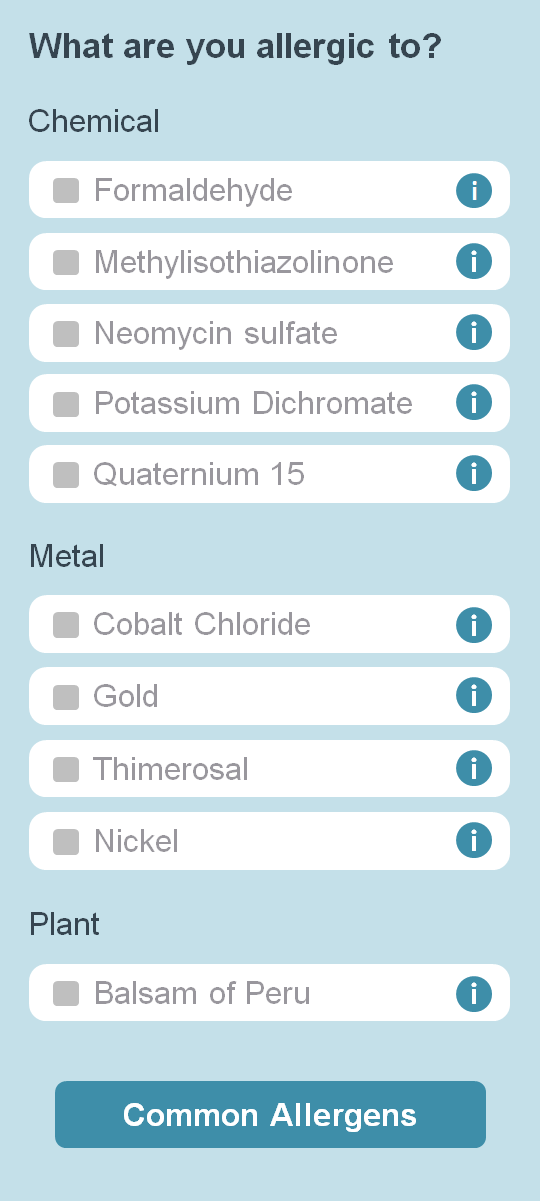 What are you allergic to?
Chemical
Formaldehyde
Methylisothiazolinone
Neomycin sulfate
Potassium Dichromate
Quaternium 15
Metal
Cobalt Chloride
Gold
Thimerosal
Nickel
Plant
Balsam of Peru
Common Allergens